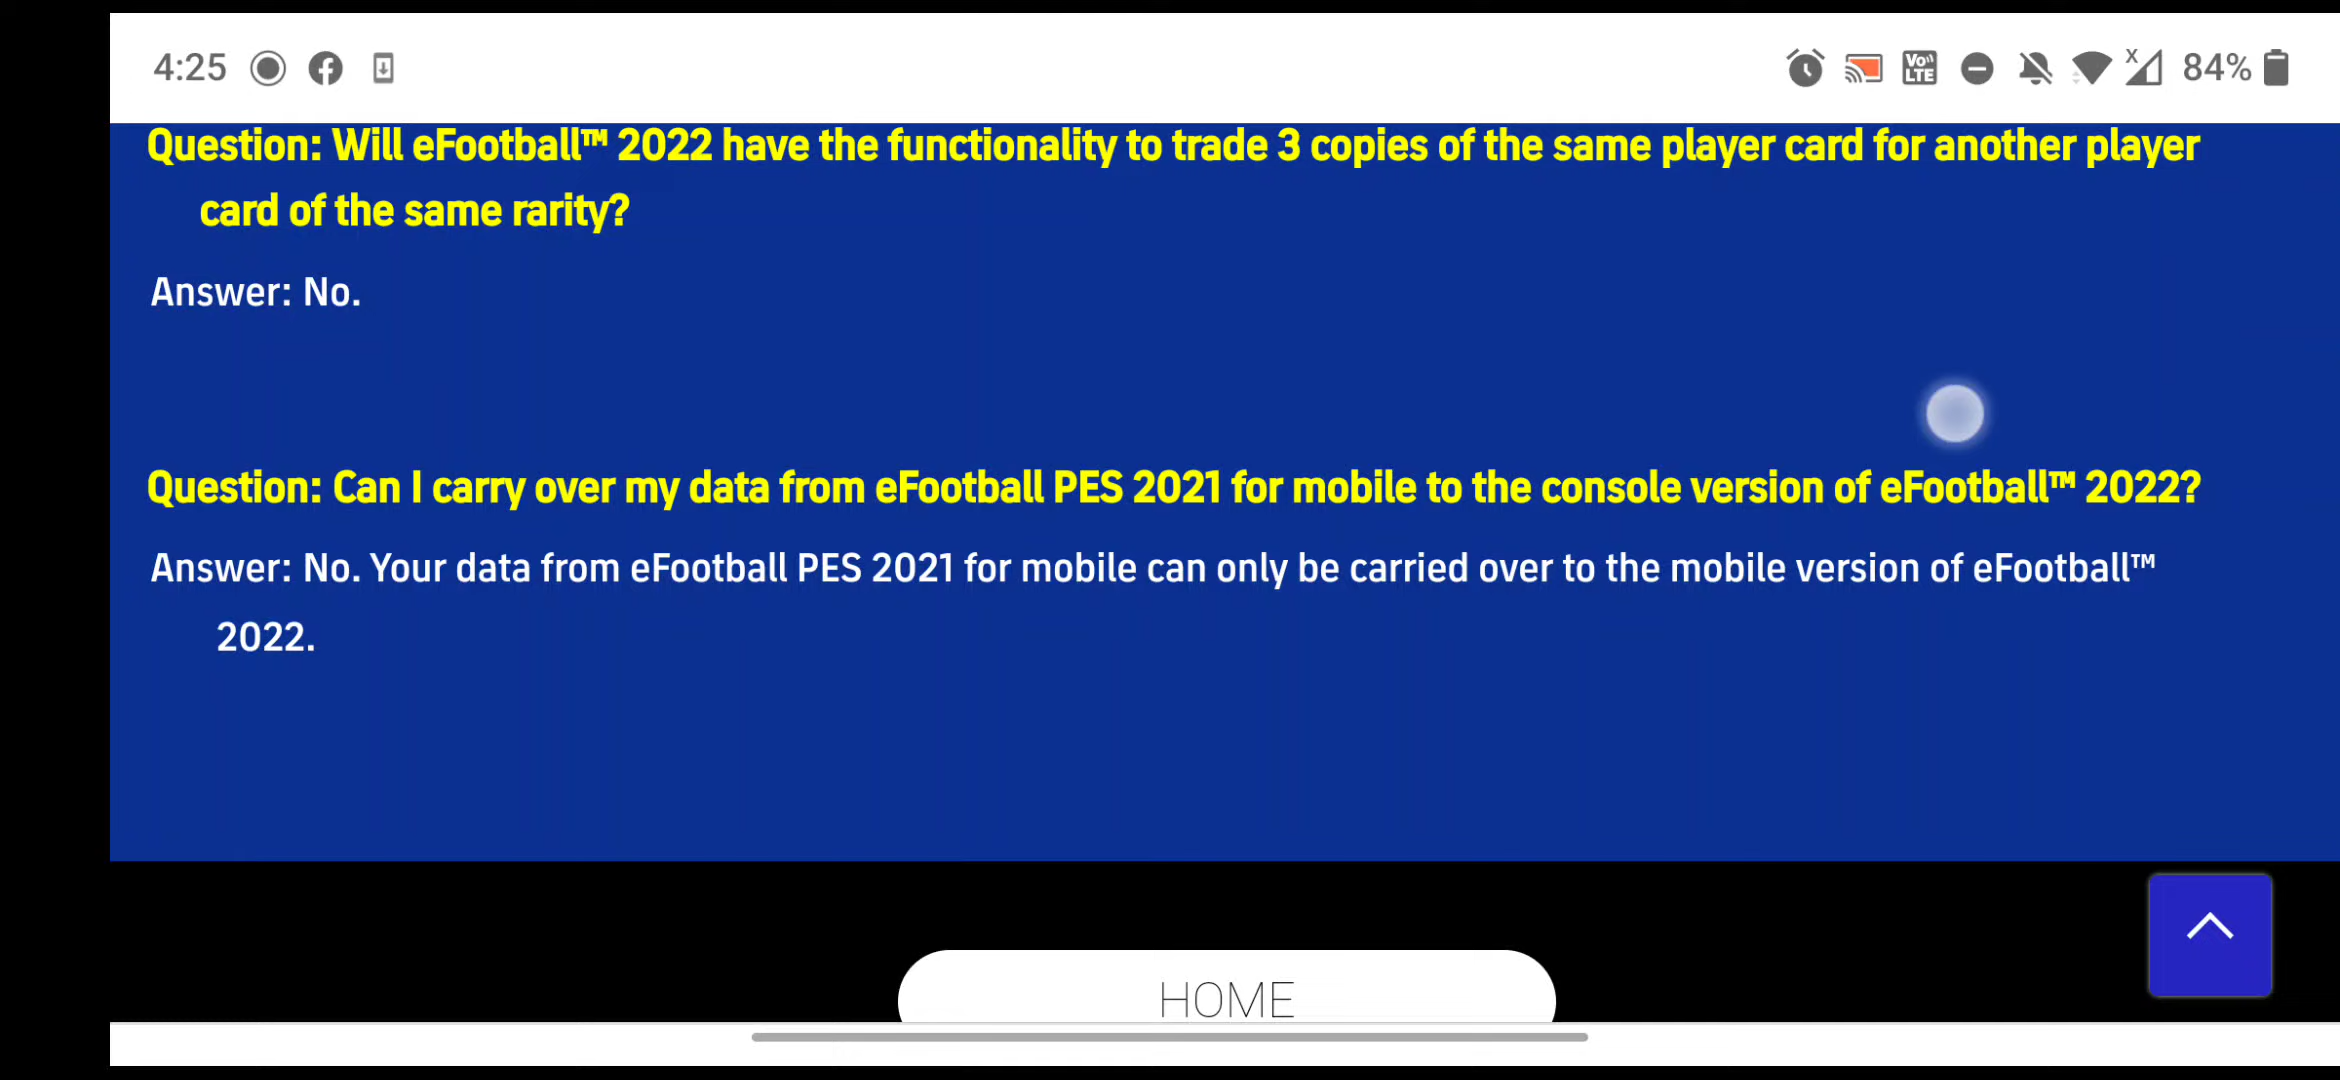 4:25
Vo LTE
84%
Question: Will eFootball™ 2022 have the functionality to trade 3 copies of the same player card for another player
card of the same rarity?
Answer: No.
Question: Can I carry over my data from eFootball PES 2021 for mobile to the console version of eFootball™ 2022?
Answer: No. Your data from eFootball PES 2021 for mobile can only be carried over to the mobile version of eFootball™
2022.
HOME